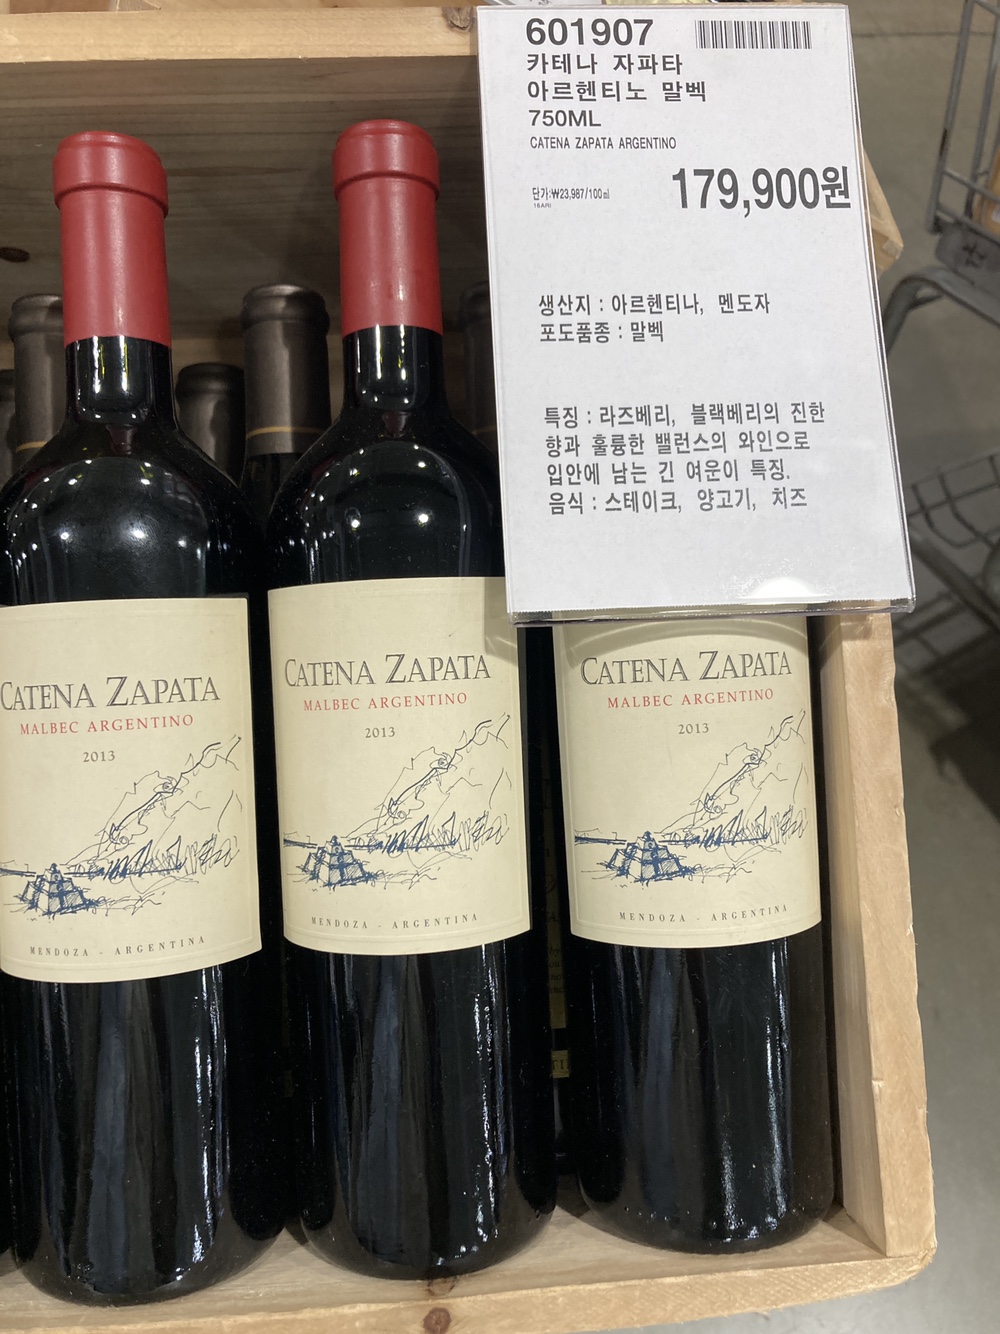 601907
카테나 자파타
아르헨티노 말벡
750ML
CATENA ZAPATA ARGENTINO
단가:₩23,987/100㎖
179,900원
생산지 : 아르헨티나, 멘도자
포도품종 : 말벡
특징 : 라즈베리, 블랙베리의 진한
향과 훌륭한 밸런스의 와인으로
입안에 남는 긴 여운이 특징.
음식 : 스테이크, 양고기, 치즈
CATENA ZAPATA
MALBEC ARGENTINO
2013
MENDOZA - ARGENTINA
CATENA ZAPATA
MALBEC ARGENTINO
2013
MENDOZA - ARGENTINA
CATENA ZAPATA
MALBEC ARGENTINO
2013
MENDOZA - ARGENTINA